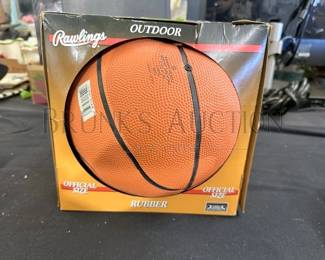 OUTDOOR
Rawlings
BRUNK'S AUCTION
OFFICIAL
SIZE
OFFICIAL
SIZE
RUBBER